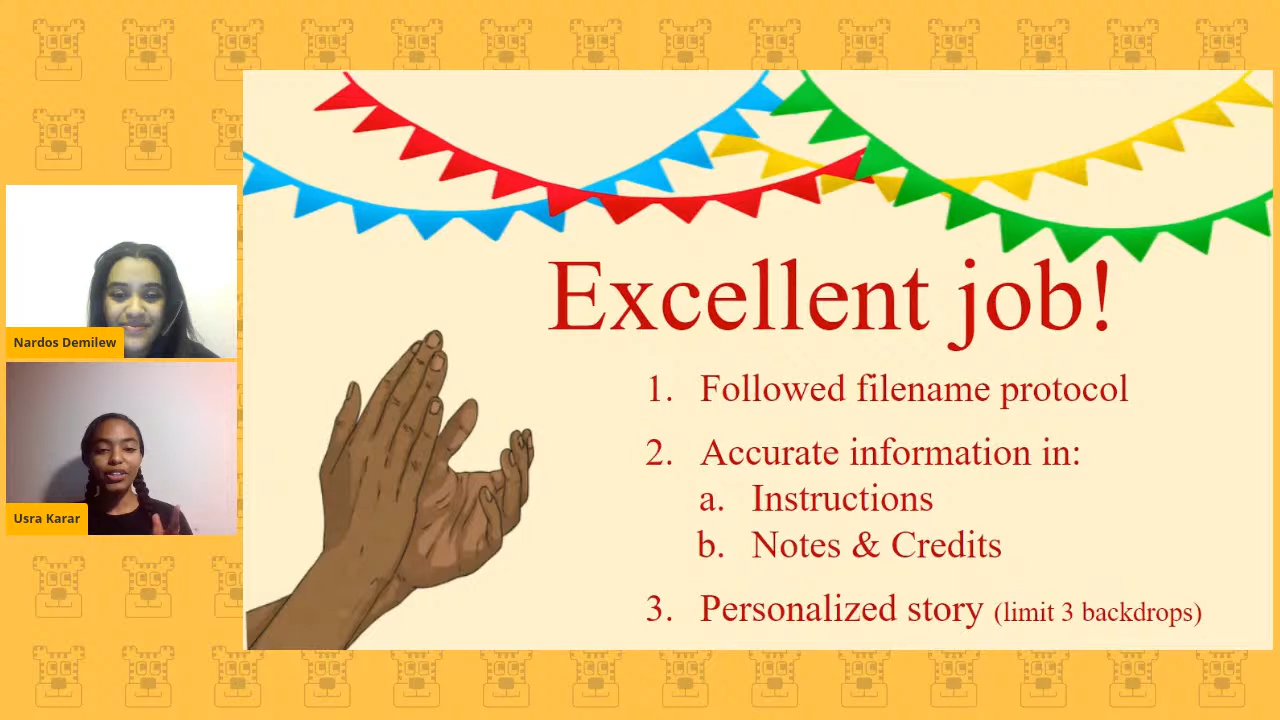 Excellent job!
1. Followed filename protocol
2. Accurate information in:
a. Instructions
b. Notes & Credits
3. Personalized story (limit 3 backdrops)
Nardos Demilew
Usra Karar